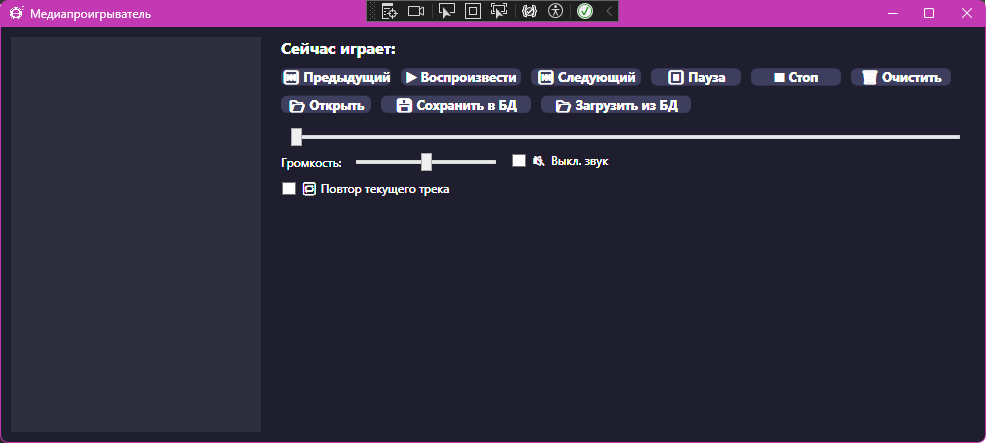 Медиапроигрыватель
Сейчас играет:
Предыдущий Воспроизвести Следующий Пауза Стоп Очистить
Открыть Сохранить в БД Загрузить из БД
Громкость: Выкл. звук
Повтор текущего трека